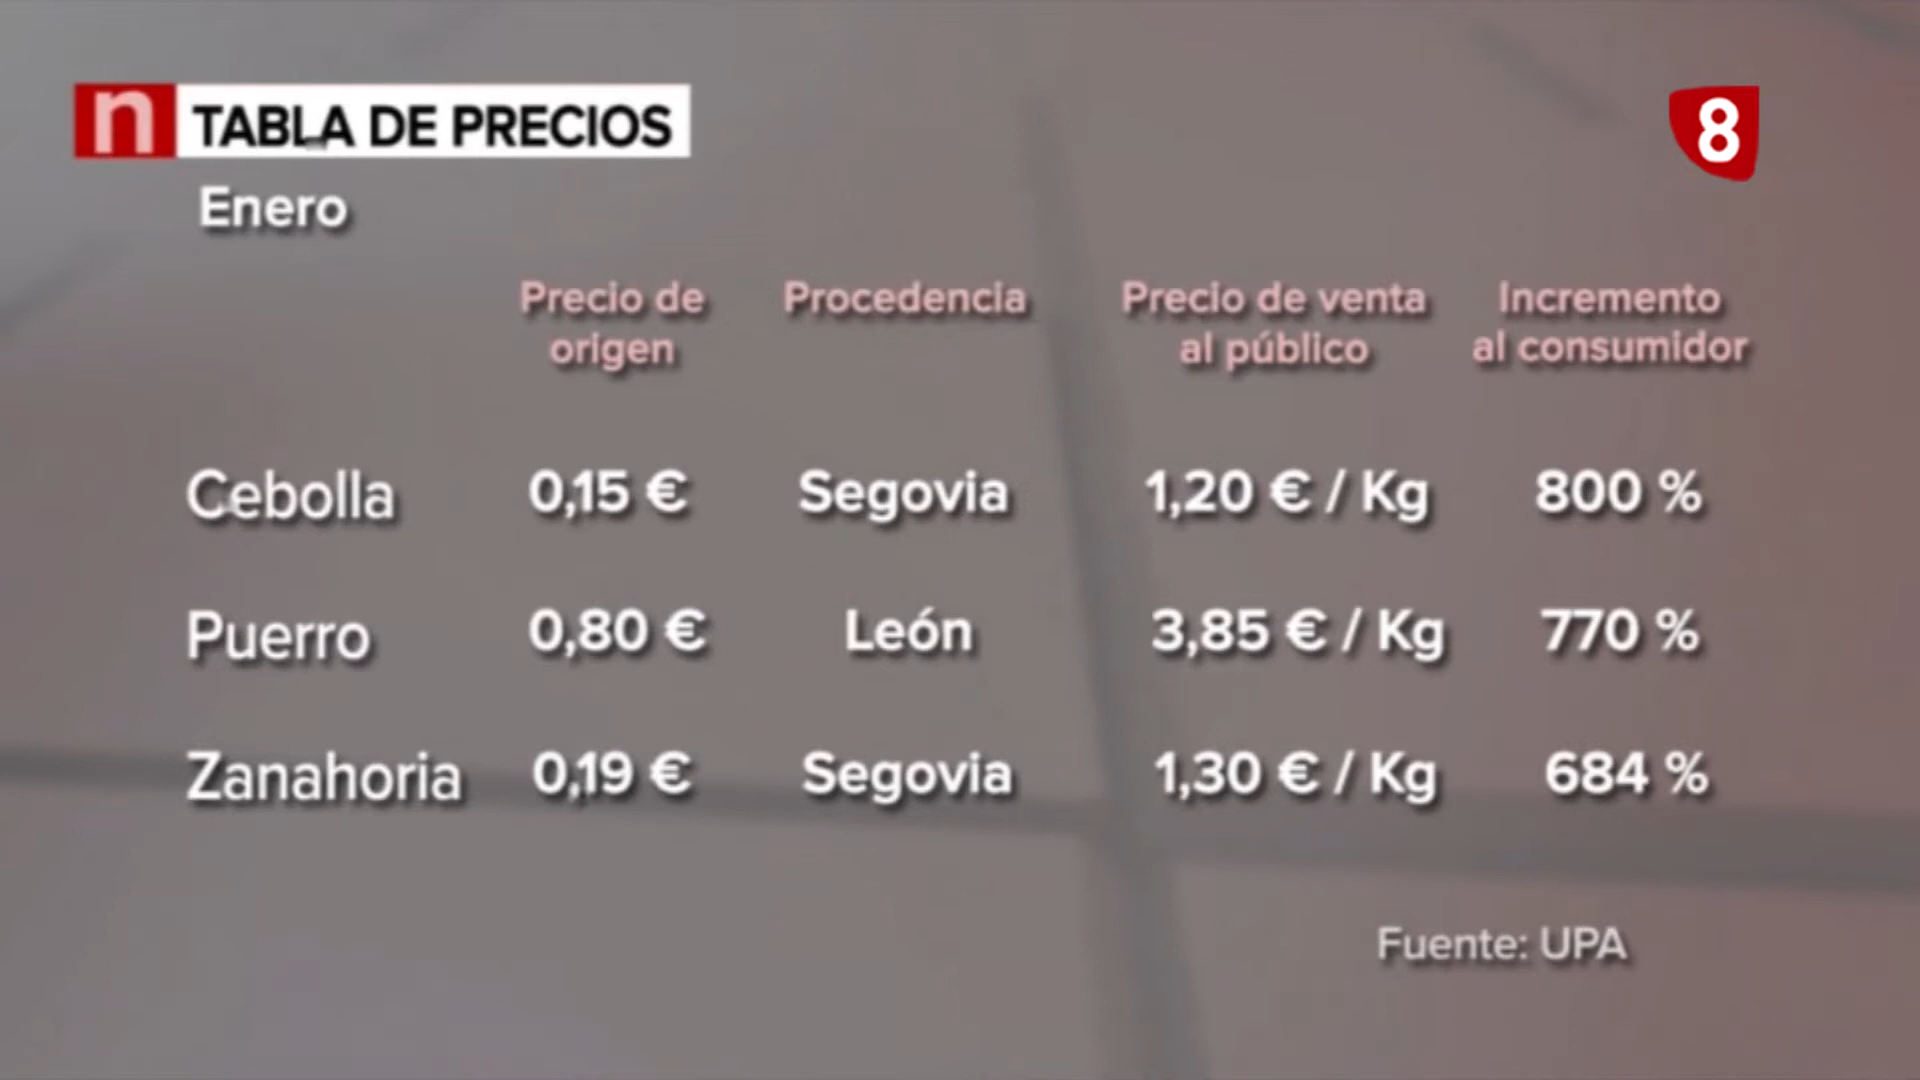 n TABLA DE PRECIOS
8
Enero
Precio de origen Procedencia Precio de venta al público Incremento al consumidor
Cebolla 0,15 € Segovia 1,20 € / Kg 800 %
Puerro 0,80 € León 3,85 € / Kg 770 %
Zanahoria 0,19 € Segovia 1,30 € / Kg 684 %
Fuente: UPA